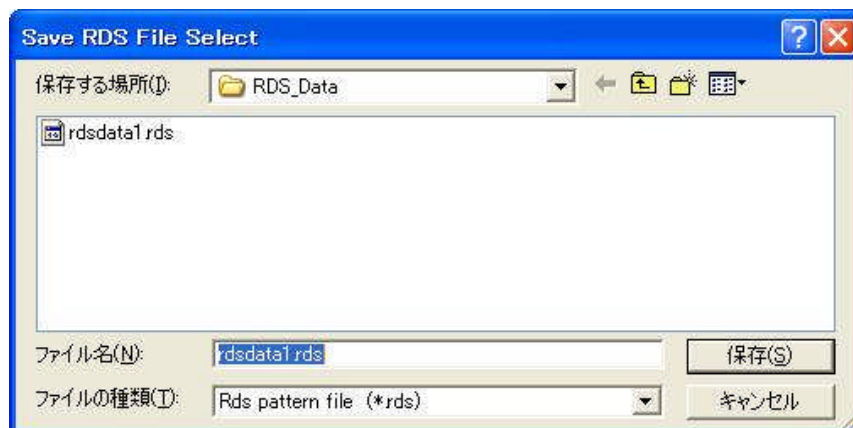 Save RDS File Select
保存する場所(I): RDS_Data
rdsdata1.rds
ファイル名(N): rdsdata1.rds 保存(S)
ファイルの種類(T): Rds pattern file (*.rds) キャンセル